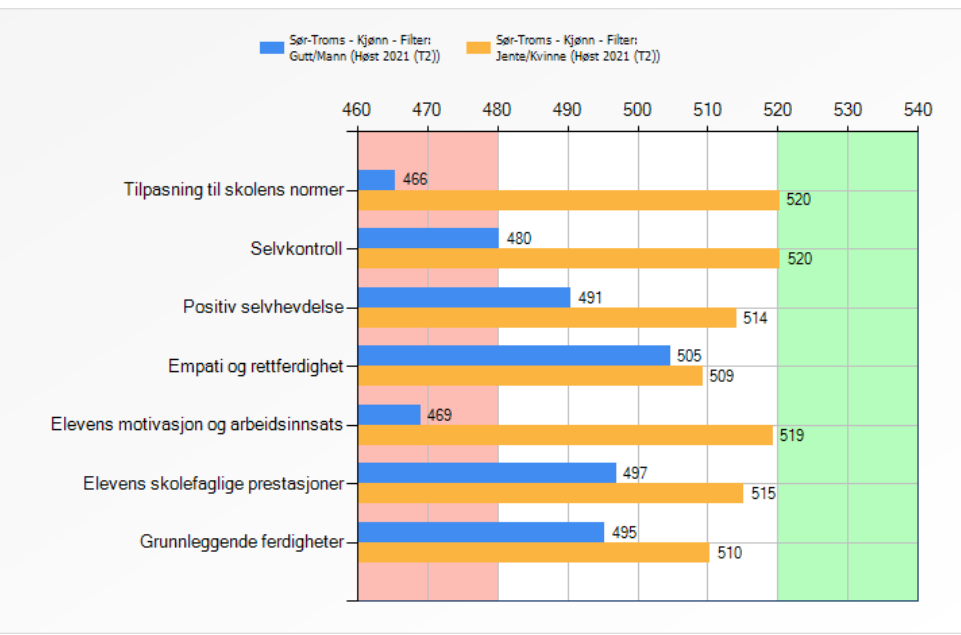 Sør-Troms - Kjønn - Filter:
Gutt/Mann (Høst 2021 (T2))
Sør-Troms - Kjønn - Filter:
Jente/Kvinne (Høst 2021 (T2))
460 470 480 490 500 510 520 530 540
Tilpasning til skolens normer
466
520
Selvkontroll
480
520
Positiv selvhevdelse
491
514
Empati og rettferdighet
505
509
Elevens motivasjon og arbeidsinnsats
469
519
Elevens skolefaglige prestasjoner
497
515
Grunnleggende ferdigheter
495
510